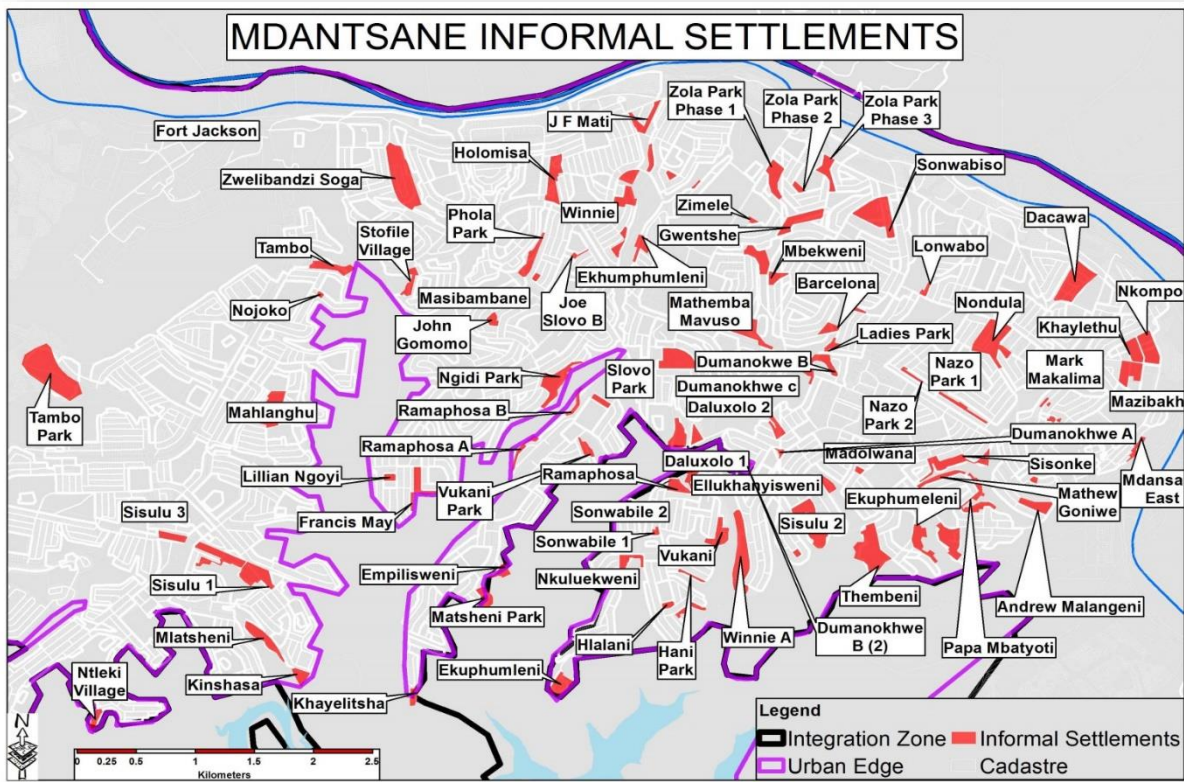 MDANTSANE INFORMAL SETTLEMENTS
Fort Jackson
J F Mati
Zola Park
Phase 1
Zola Park
Phase 2
Zola Park
Phase 3
Holomisa
Sonwabiso
Zwelibandzi Soga
Winnie
Zimele
Phola
Park
Gwentshe
Dacawa
Stofile
Village
Tambo
Mbekweni
Lonwabo
Ekhumphumleni
Masibambane
Barcelona
Nojoko
Joe
Slovo B
Mathemba
Mavuso
Nondula
Nkompo
John
Gomomo
Khaylethu
Ladies Park
Dumanokwe B
Nazo
Park 1
Mark
Makalima
Ngidi Park
Slovo
Park
Dumanokhwe c
Daluxolo 2
Tambo
Park
Mahlanghu
Ramaphosa B
Nazo
Park 2
Mazibakh
Ramaphosa A
Dumanokhwe A
Madolwana
Daluxolo 1
Sisonke
Lillian Ngoyi
Ramaphosa
Ellukhanyisweni
Mdansa
East
Vukani
Park
Ekuphumeleni
Mathew
Goniwe
Francis May
Sonwabile 2
Sisulu 2
Sisulu 3
Sonwabile 1
Vukani
Empilisweni
Nkuluekweni
Sisulu 1
Thembeni
Andrew Malangeni
Matsheni Park
Mlatsheni
Hlalani
Hani
Park
Winnie A
Dumanokhwe
B (2)
Papa Mbatyoti
Ekuphumleni
Ntleki
Village
Kinshasa
Khayelitsha
N
0 0.25 0.5 1 1.5 2 2.5
Kilometers
Legend
Integration Zone
Informal Settlements
Urban Edge
Cadastre